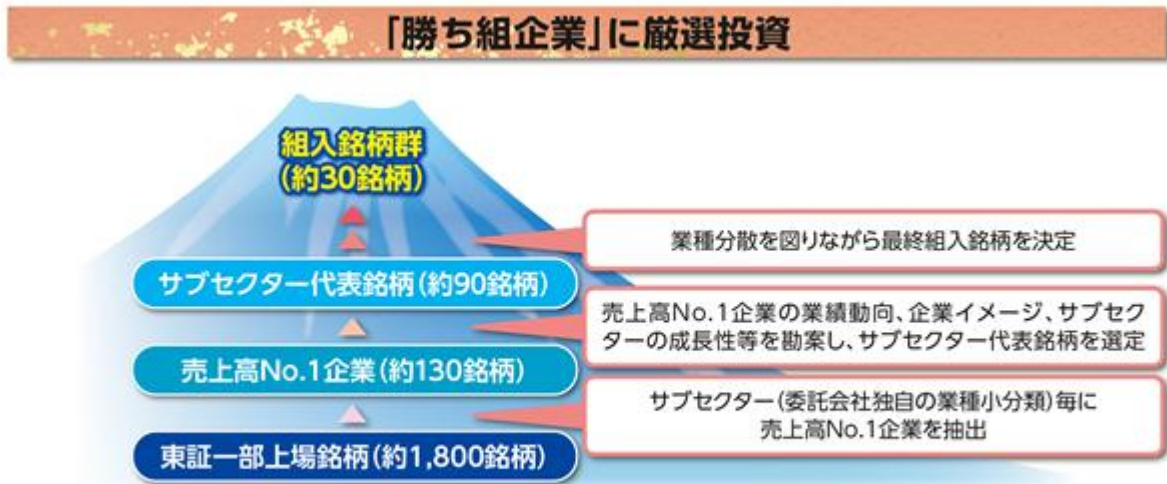 「勝ち組企業」に厳選投資
組入銘柄群
(約30銘柄)
業種分散を図りながら最終組入銘柄を決定
サブセクター代表銘柄(約90銘柄)
売上高No.1企業の業績動向、企業イメージ、サブセク
ターの成長性等を勘案し、サブセクター代表銘柄を選定
売上高No.1企業(約130銘柄)
サブセクター(委託会社独自の業種小分類)毎に
売上高No.1企業を抽出
東証一部上場銘柄(約1,800銘柄)